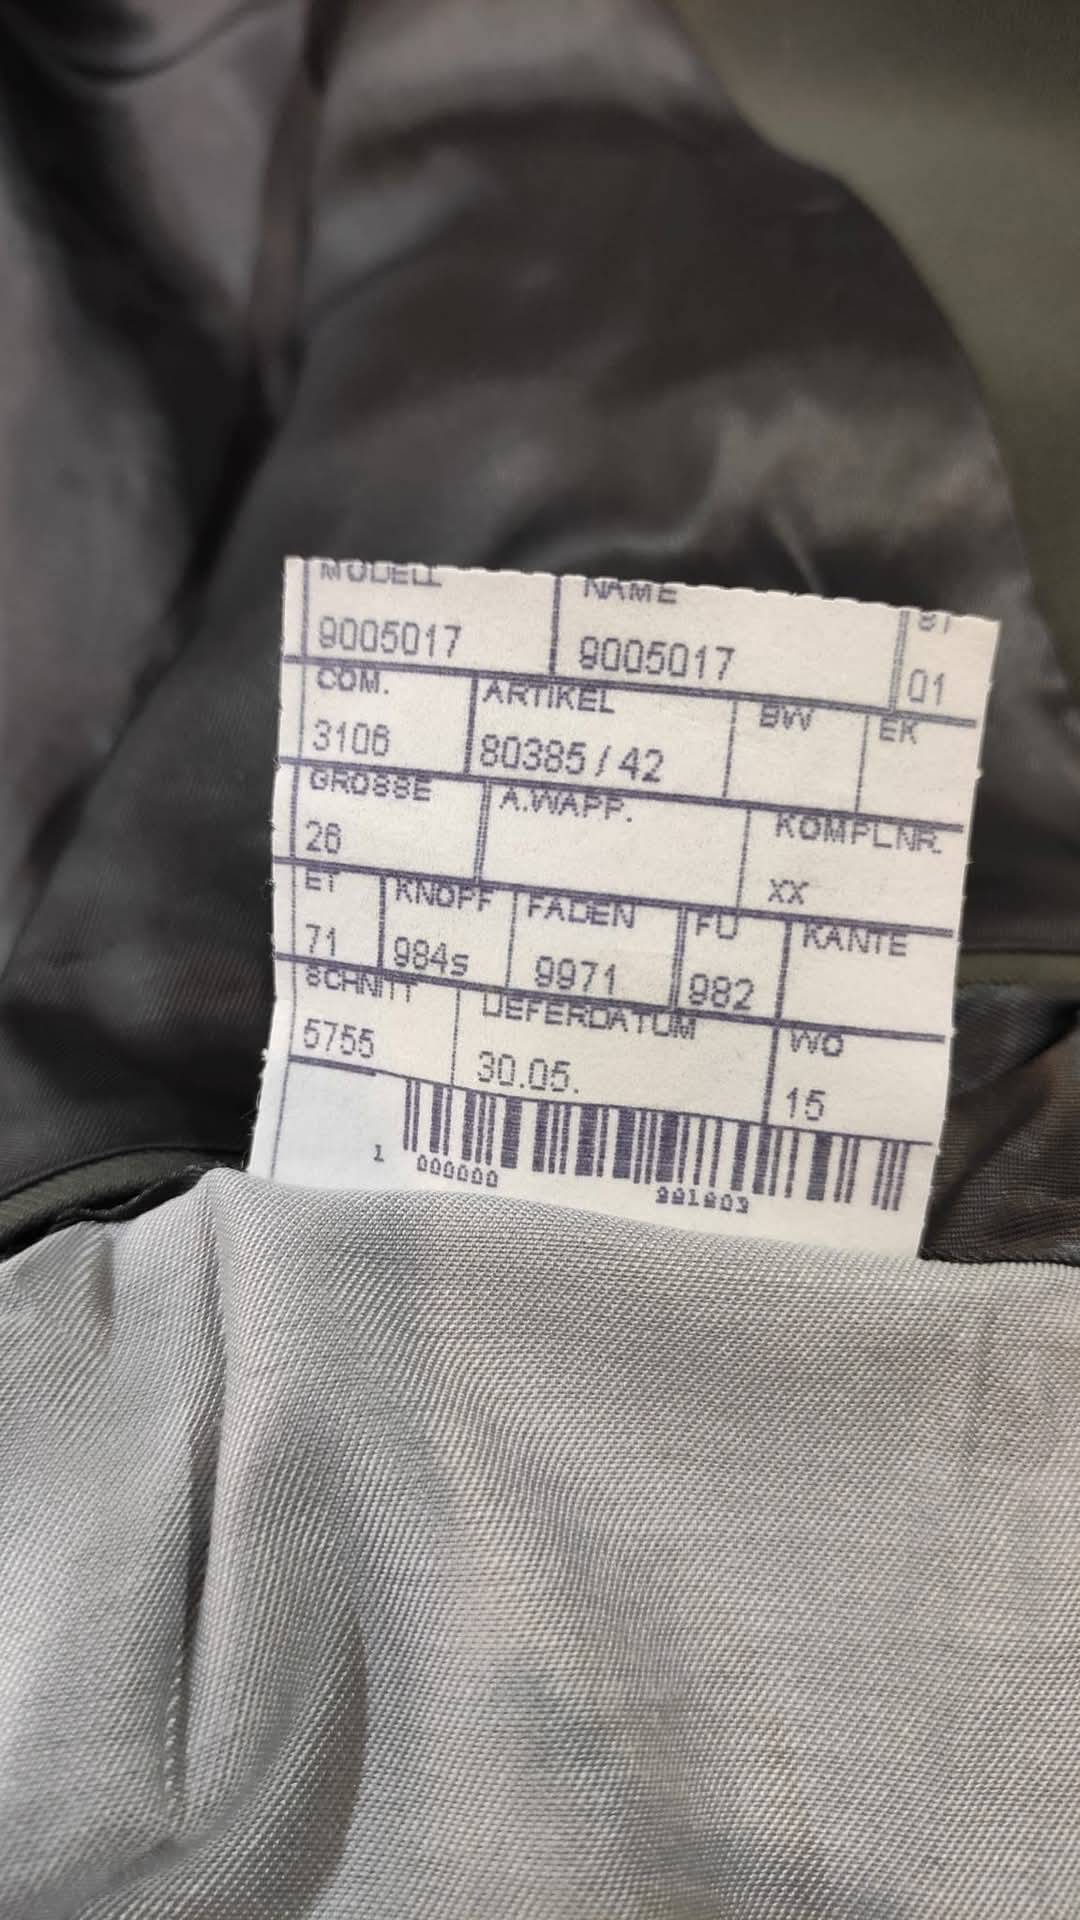 MODELL NAME BT
9005017 9005017 01
COM. ARTIKEL BW EK
3106 80385 / 42
GROSSE A.WAPP. KOMPLNR.
26 XX
ET KNOPF FADEN FU KANTE
71 984s 9971 982
SCHNITT LIEFERDATUM WO
5755 30.05. 15
1 000000